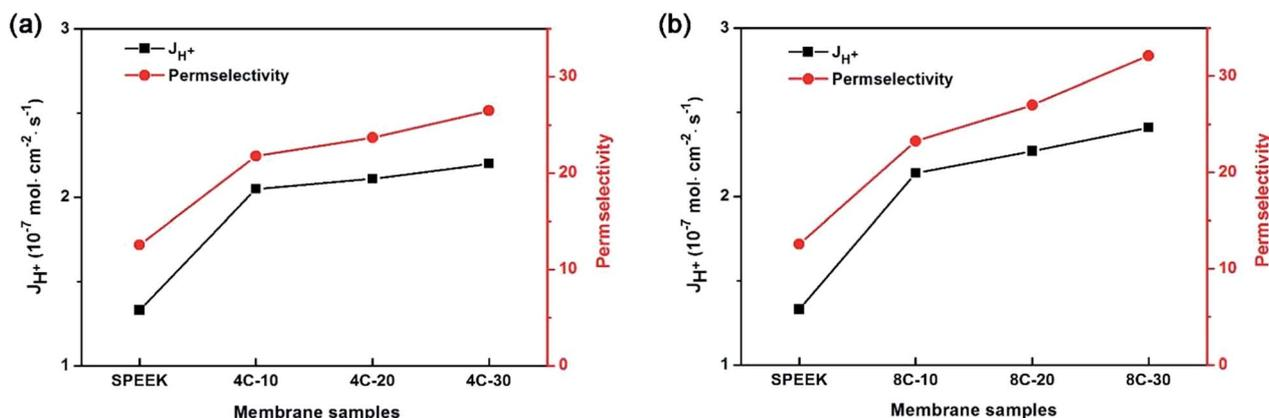 (a)
3
2
1
J_H+ (10^-7 mol· cm^-2· s^-1)
J_H+
Permselectivity
30
20
10
0
Permselectivity
SPEEK 4C-10 4C-20 4C-30
Membrane samples
(b)
3
2
1
J_H+ (10^-7 mol· cm^-2· s^-1)
J_H+
Permselectivity
30
20
10
0
Permselectivity
SPEEK 8C-10 8C-20 8C-30
Membrane samples